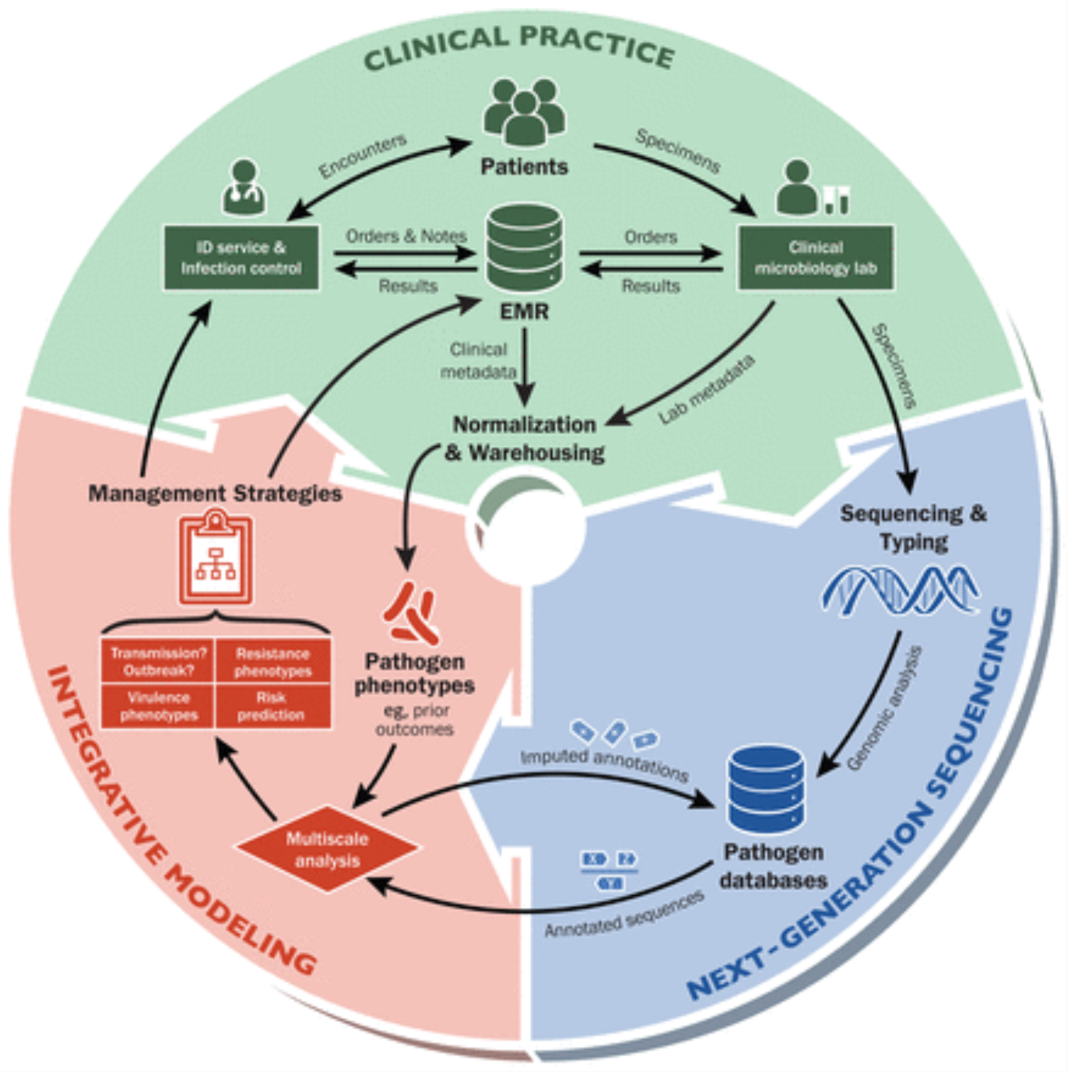 CLINICAL PRACTICE
Patients
Encounters
Specimens
ID service &
Infection control
Orders & Notes
Results
EMR
Orders
Results
Clinical
microbiology lab
Clinical
metadata
Lab metadata
Specimens
Normalization
& Warehousing
Management Strategies
Transmission?
Outbreak?
Resistance
phenotypes
Virulence
phenotypes
Risk
prediction
Pathogen
phenotypes
eg, prior
outcomes
Multiscale
analysis
INTEGRATIVE MODELING
Sequencing &
Typing
Genomic analysis
Imputed annotations
Pathogen
databases
Annotated sequences
NEXT-GENERATION SEQUENCING